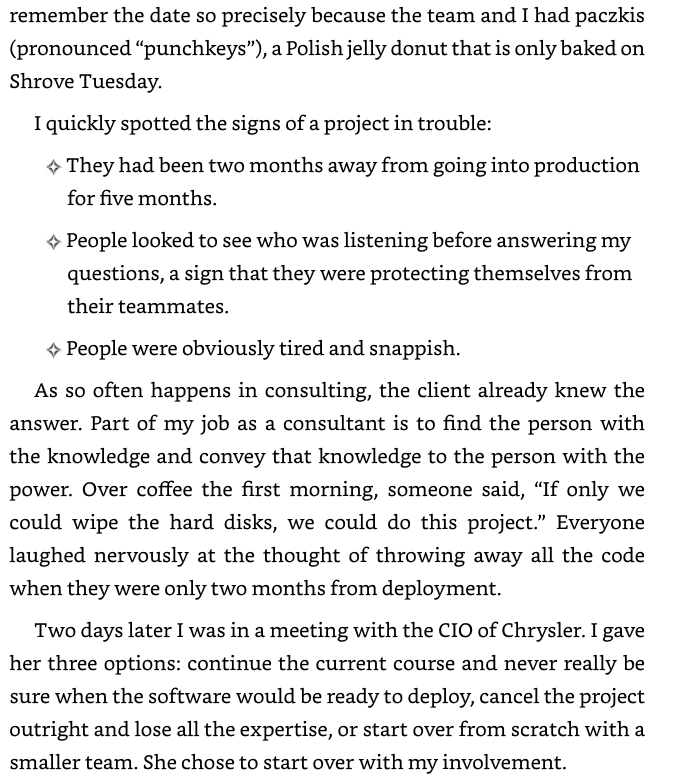 remember the date so precisely because the team and I had paczkis
(pronounced “punchkeys”), a Polish jelly donut that is only baked on
Shrove Tuesday.
I quickly spotted the signs of a project in trouble:
They had been two months away from going into production
for five months.
People looked to see who was listening before answering my
questions, a sign that they were protecting themselves from
their teammates.
People were obviously tired and snappish.
As so often happens in consulting, the client already knew the
answer. Part of my job as a consultant is to find the person with
the knowledge and convey that knowledge to the person with the
power. Over coffee the first morning, someone said, “If only we
could wipe the hard disks, we could do this project.” Everyone
laughed nervously at the thought of throwing away all the code
when they were only two months from deployment.
Two days later I was in a meeting with the CIO of Chrysler. I gave
her three options: continue the current course and never really be
sure when the software would be ready to deploy, cancel the project
outright and lose all the expertise, or start over from scratch with a
smaller team. She chose to start over with my involvement.